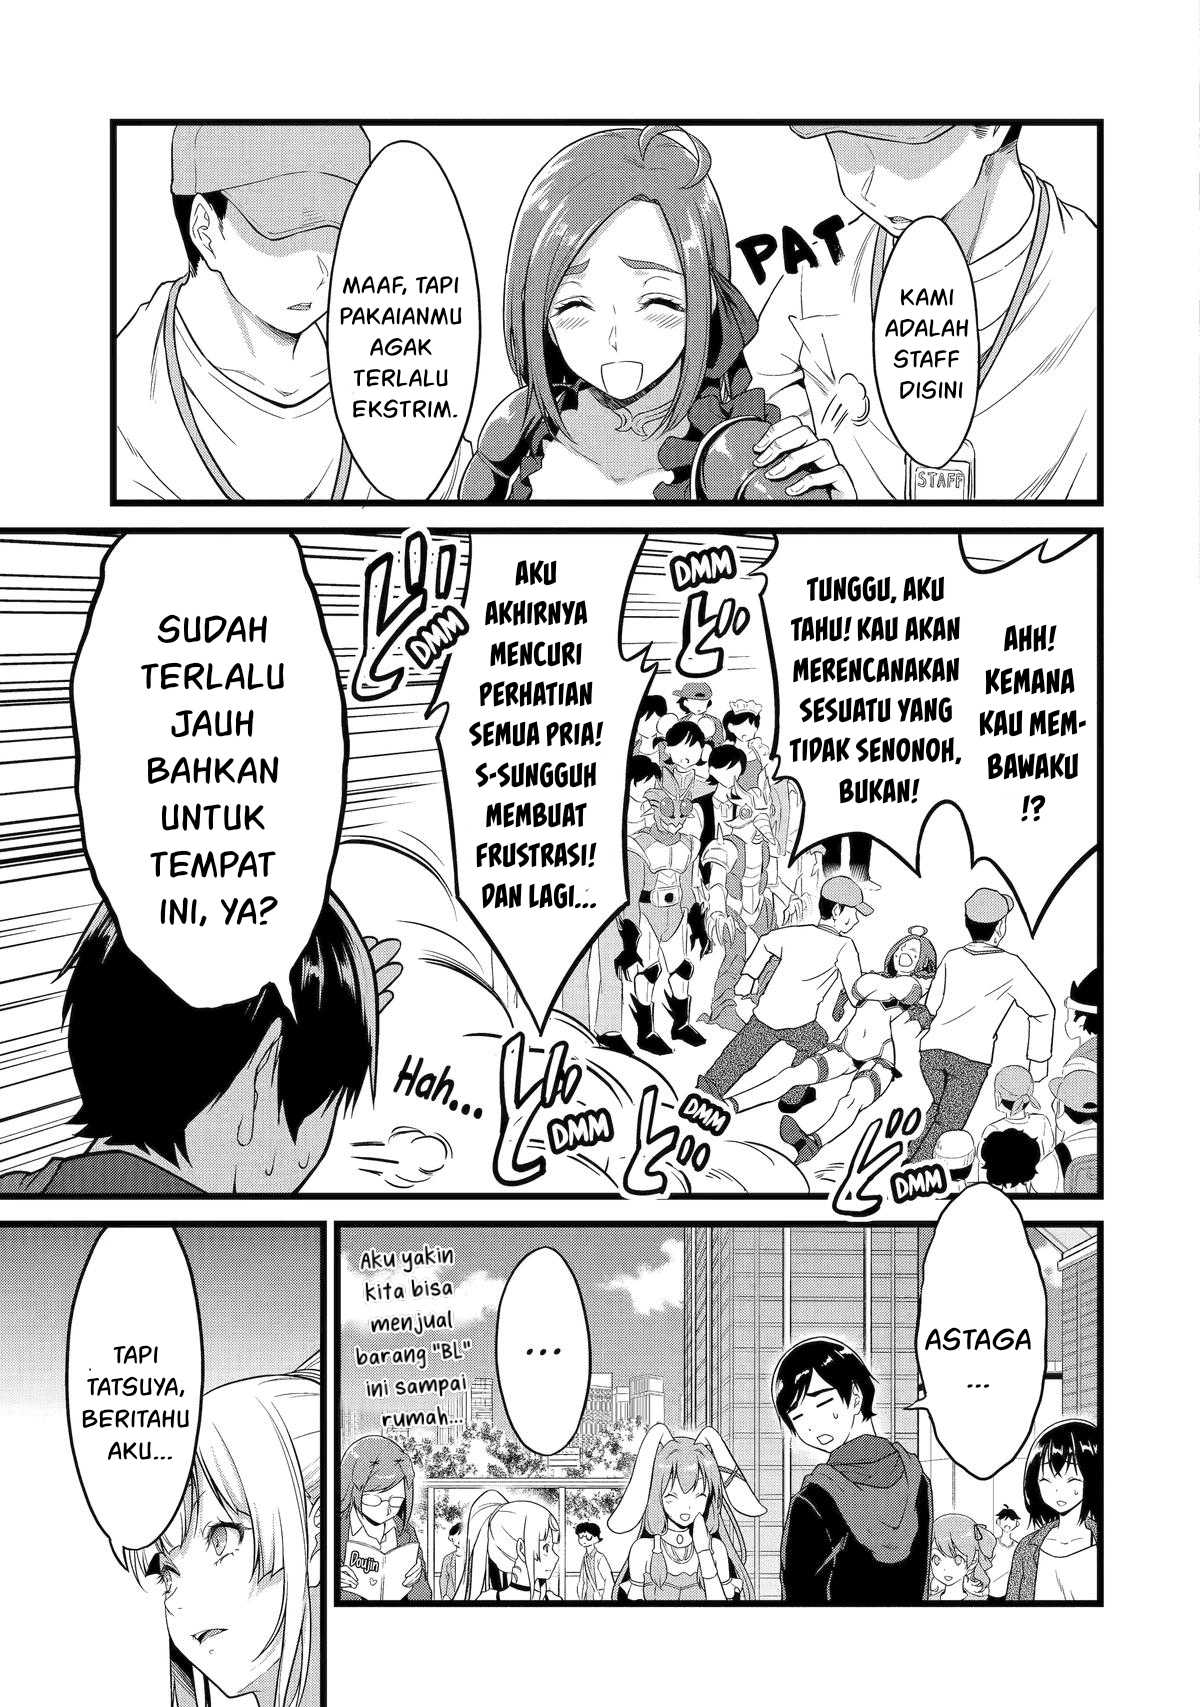 KAMI
ADALAH
STAFF
DISINI
PAT
STAFF
MAAF, TAPI
PAKAIANMU
AGAK
TERLALU
EKSTRIM.
AHH!
KEMANA
KAU MEM-
BAWAKU
!?
TUNGGU, AKU
TAHU! KAU AKAN
MERENCANAKAN
SESUATU YANG
TIDAK SENONOH,
BUKAN!
DMM
AKU
AKHIRNYA
MENCURI
PERHATIAN
SEMUA PRIA!
S-SUNGGUH
MEMBUAT
FRUSTRASI!
DAN LAGI...
DMM
SUDAH
TERLALU
JAUH
BAHKAN
UNTUK
TEMPAT
INI, YA?
Hah...
DMM
DMM
DMM
ASTAGA
...
...
Aku yakin
kita bisa
menjual
barang "BL"
ini sampai
rumah...
Doujin
TAPI
TATSUYA,
BERITAHU
AKU...